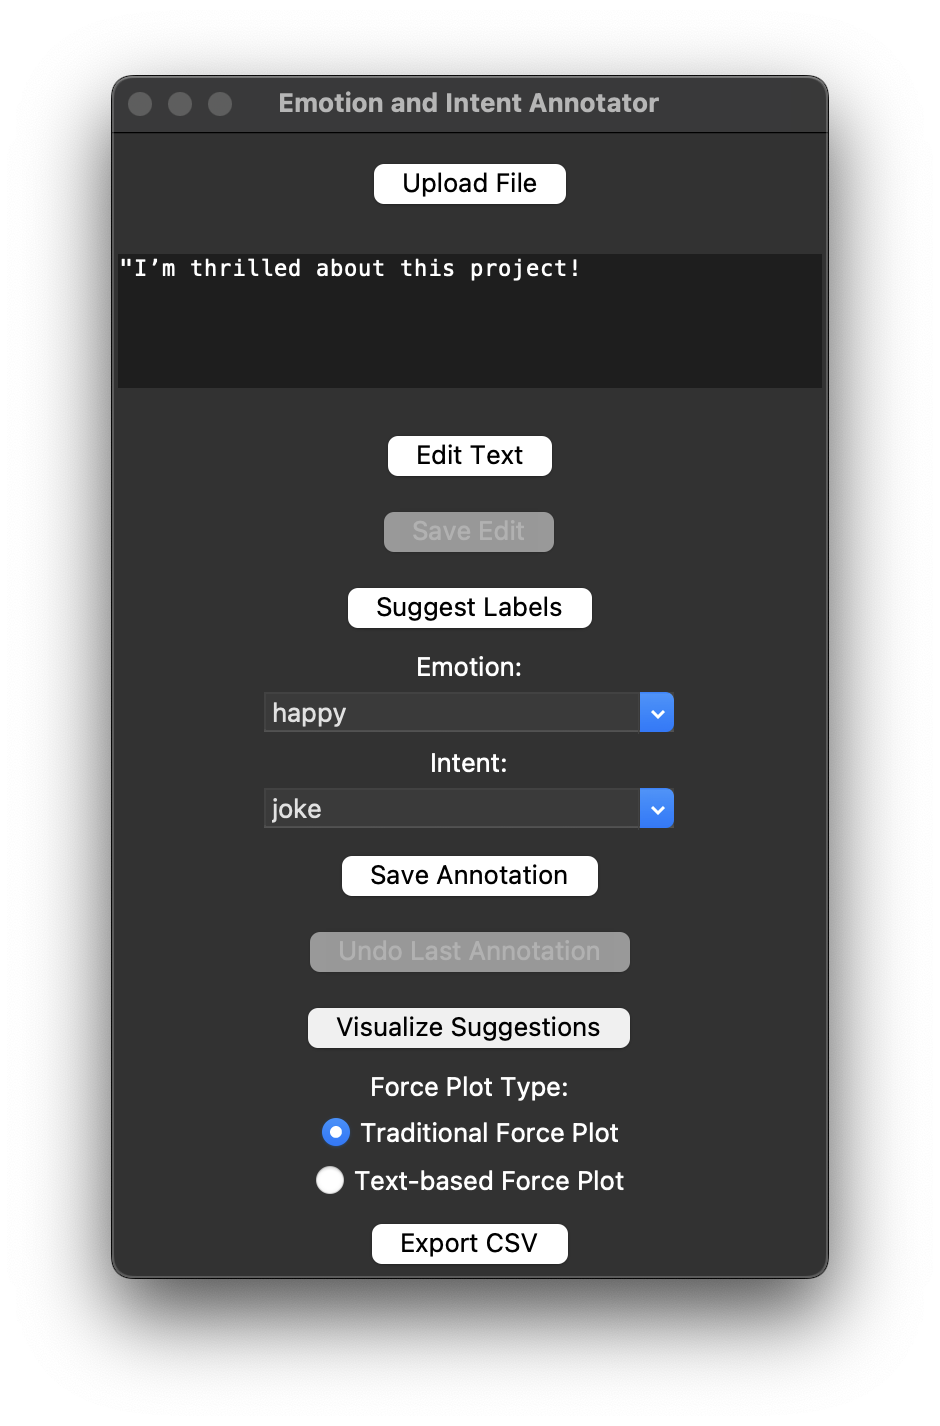 Emotion and Intent Annotator
Upload File
"I’m thrilled about this project!
Edit Text
Save Edit
Suggest Labels
Emotion:
happy
Intent:
joke
Save Annotation
Undo Last Annotation
Visualize Suggestions
Force Plot Type:
Traditional Force Plot
Text-based Force Plot
Export CSV